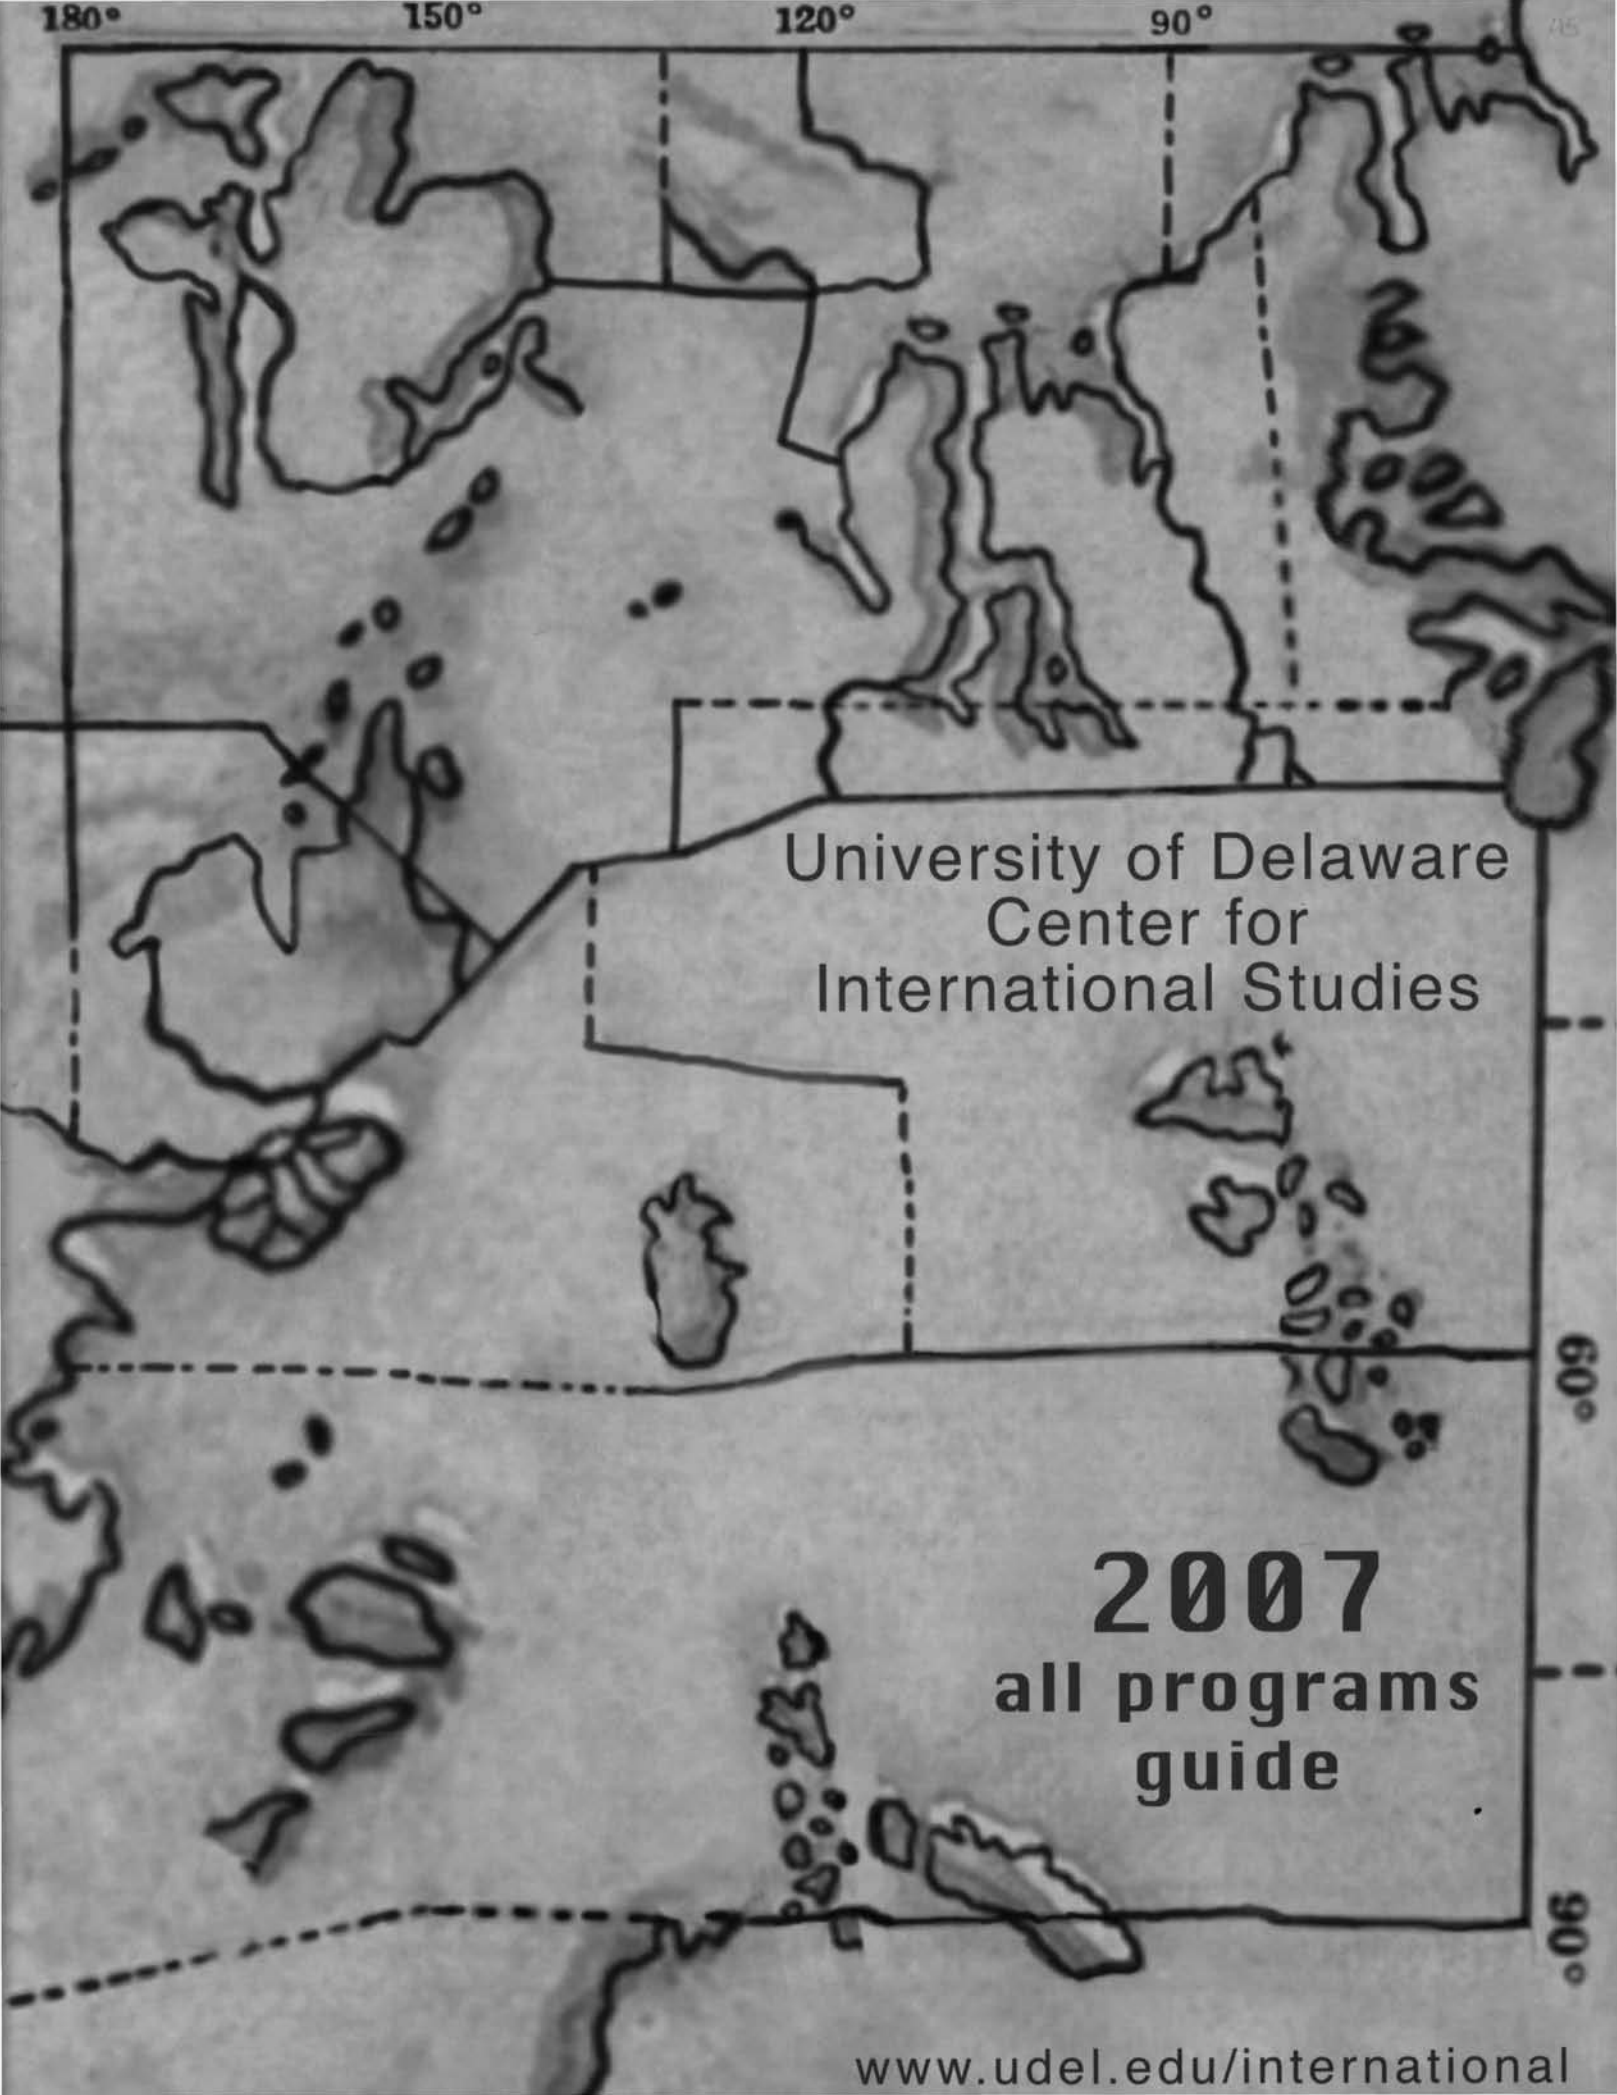 180° 150° 120° 90°
University of Delaware
Center for
International Studies
60°
2007
all programs
guide
90°
www.udel.edu/international